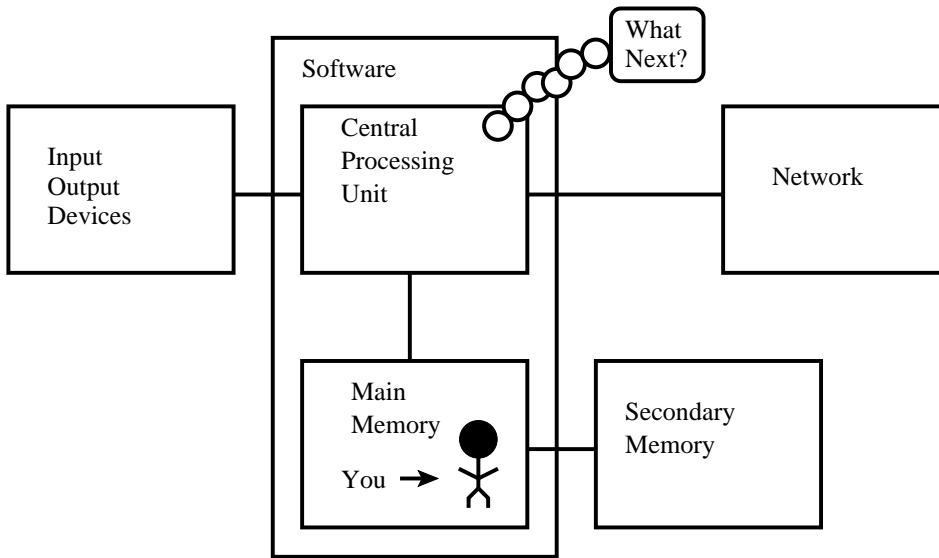 What
Next?
Software
Central
Processing
Unit
Input
Output
Devices
Network
Main
Memory
You
Secondary
Memory